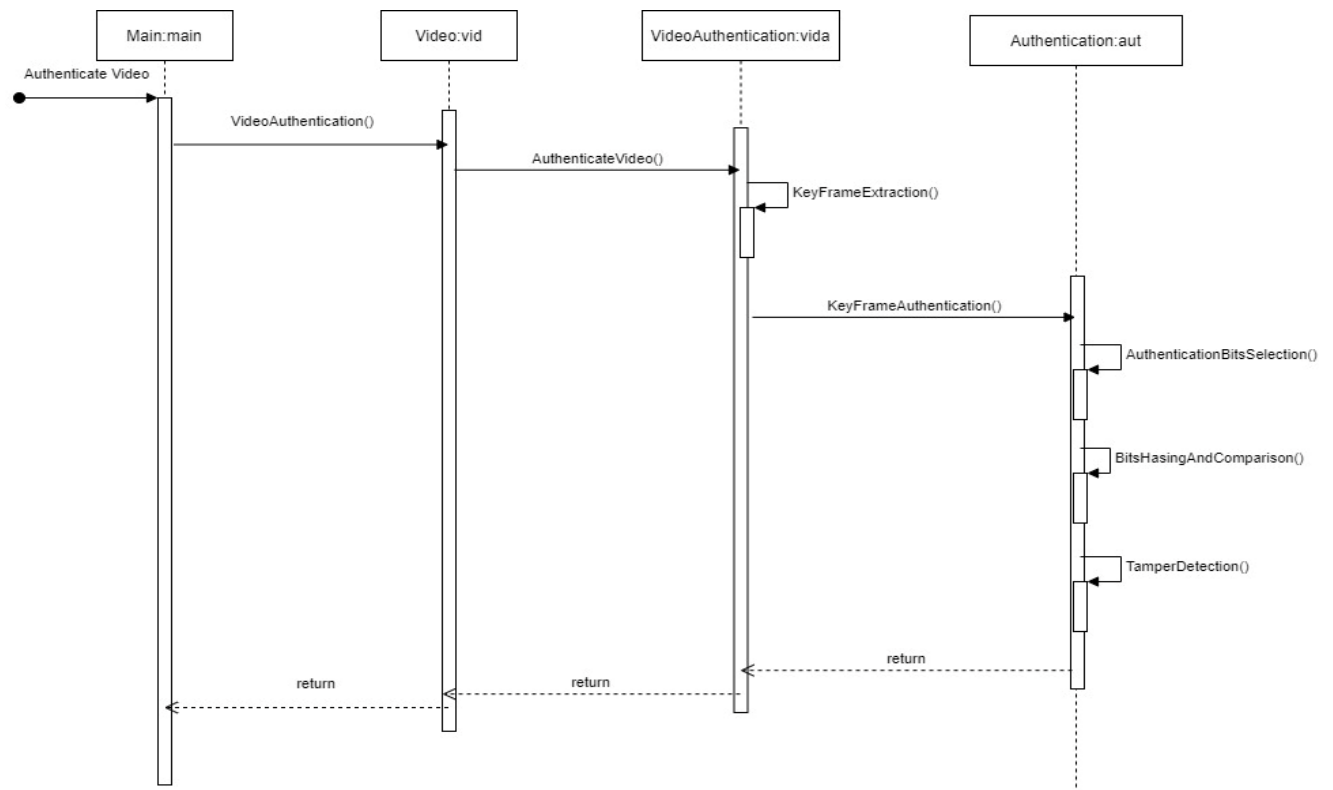 Main:main
Video:vid
VideoAuthentication:vida
Authentication:aut
Authenticate Video
VideoAuthentication()
AuthenticateVideo()
KeyFrameExtraction()
KeyFrameAuthentication()
AuthenticationBitsSelection()
BitsHasingAndComparison()
TamperDetection()
return
return
return